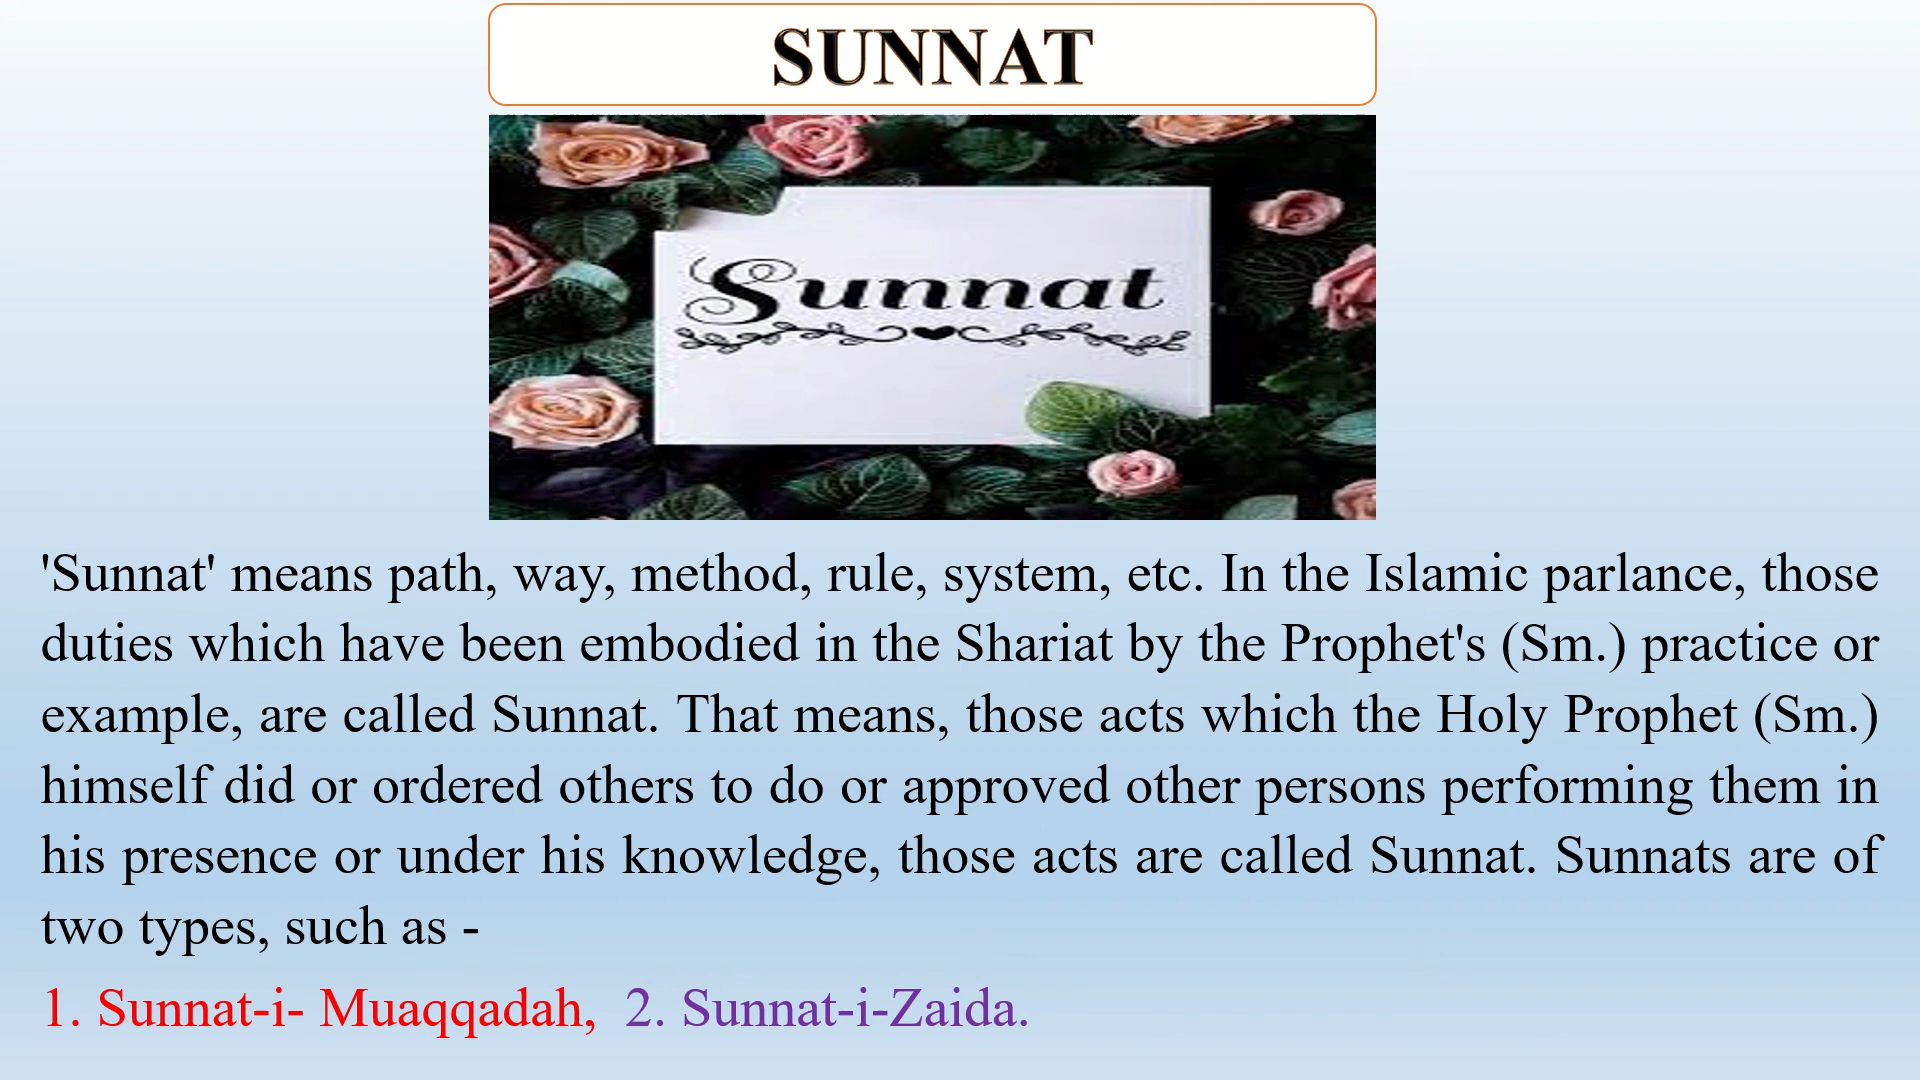 SUNNAT
Sunnat
'Sunnat' means path, way, method, rule, system, etc. In the Islamic parlance, those
duties which have been embodied in the Shariat by the Prophet's (Sm.) practice or
example, are called Sunnat. That means, those acts which the Holy Prophet (Sm.)
himself did or ordered others to do or approved other persons performing them in
his presence or under his knowledge, those acts are called Sunnat. Sunnats are of
two types, such as -
1. Sunnat-i- Muaqqadah, 2. Sunnat-i-Zaida.